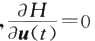 , ∂H/∂u(t) = 0